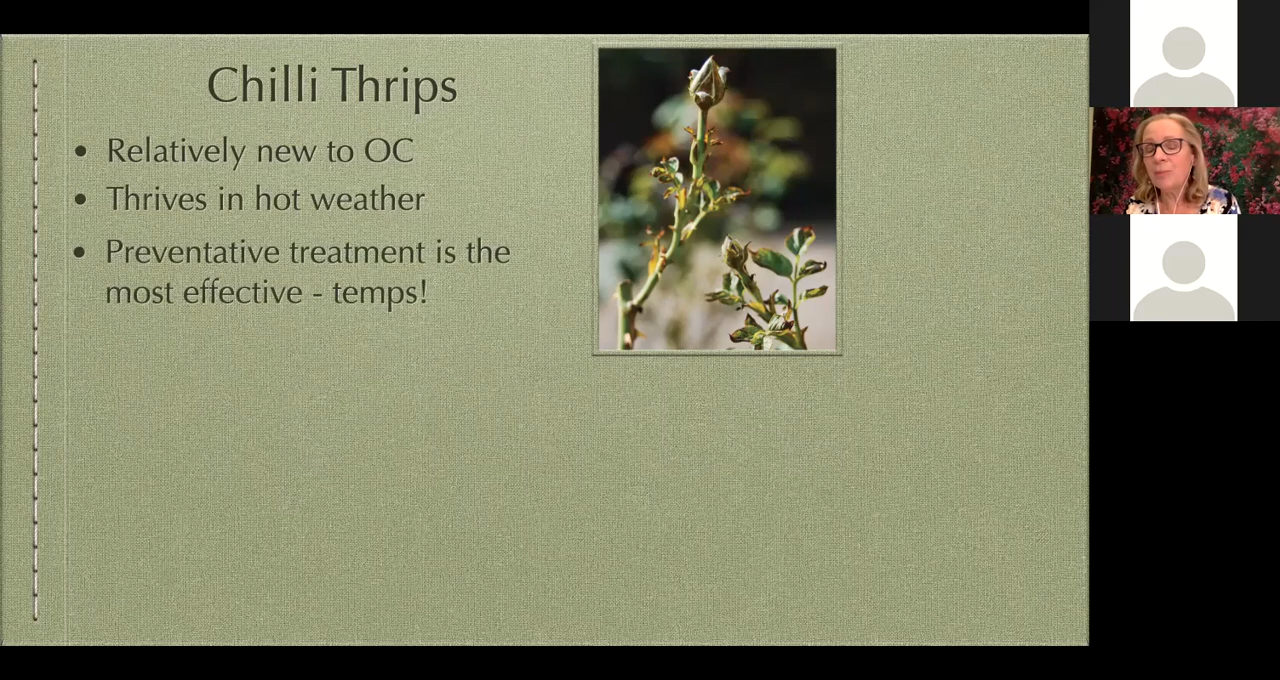 Chilli Thrips
• Relatively new to OC
• Thrives in hot weather
• Preventative treatment is the
most effective - temps!